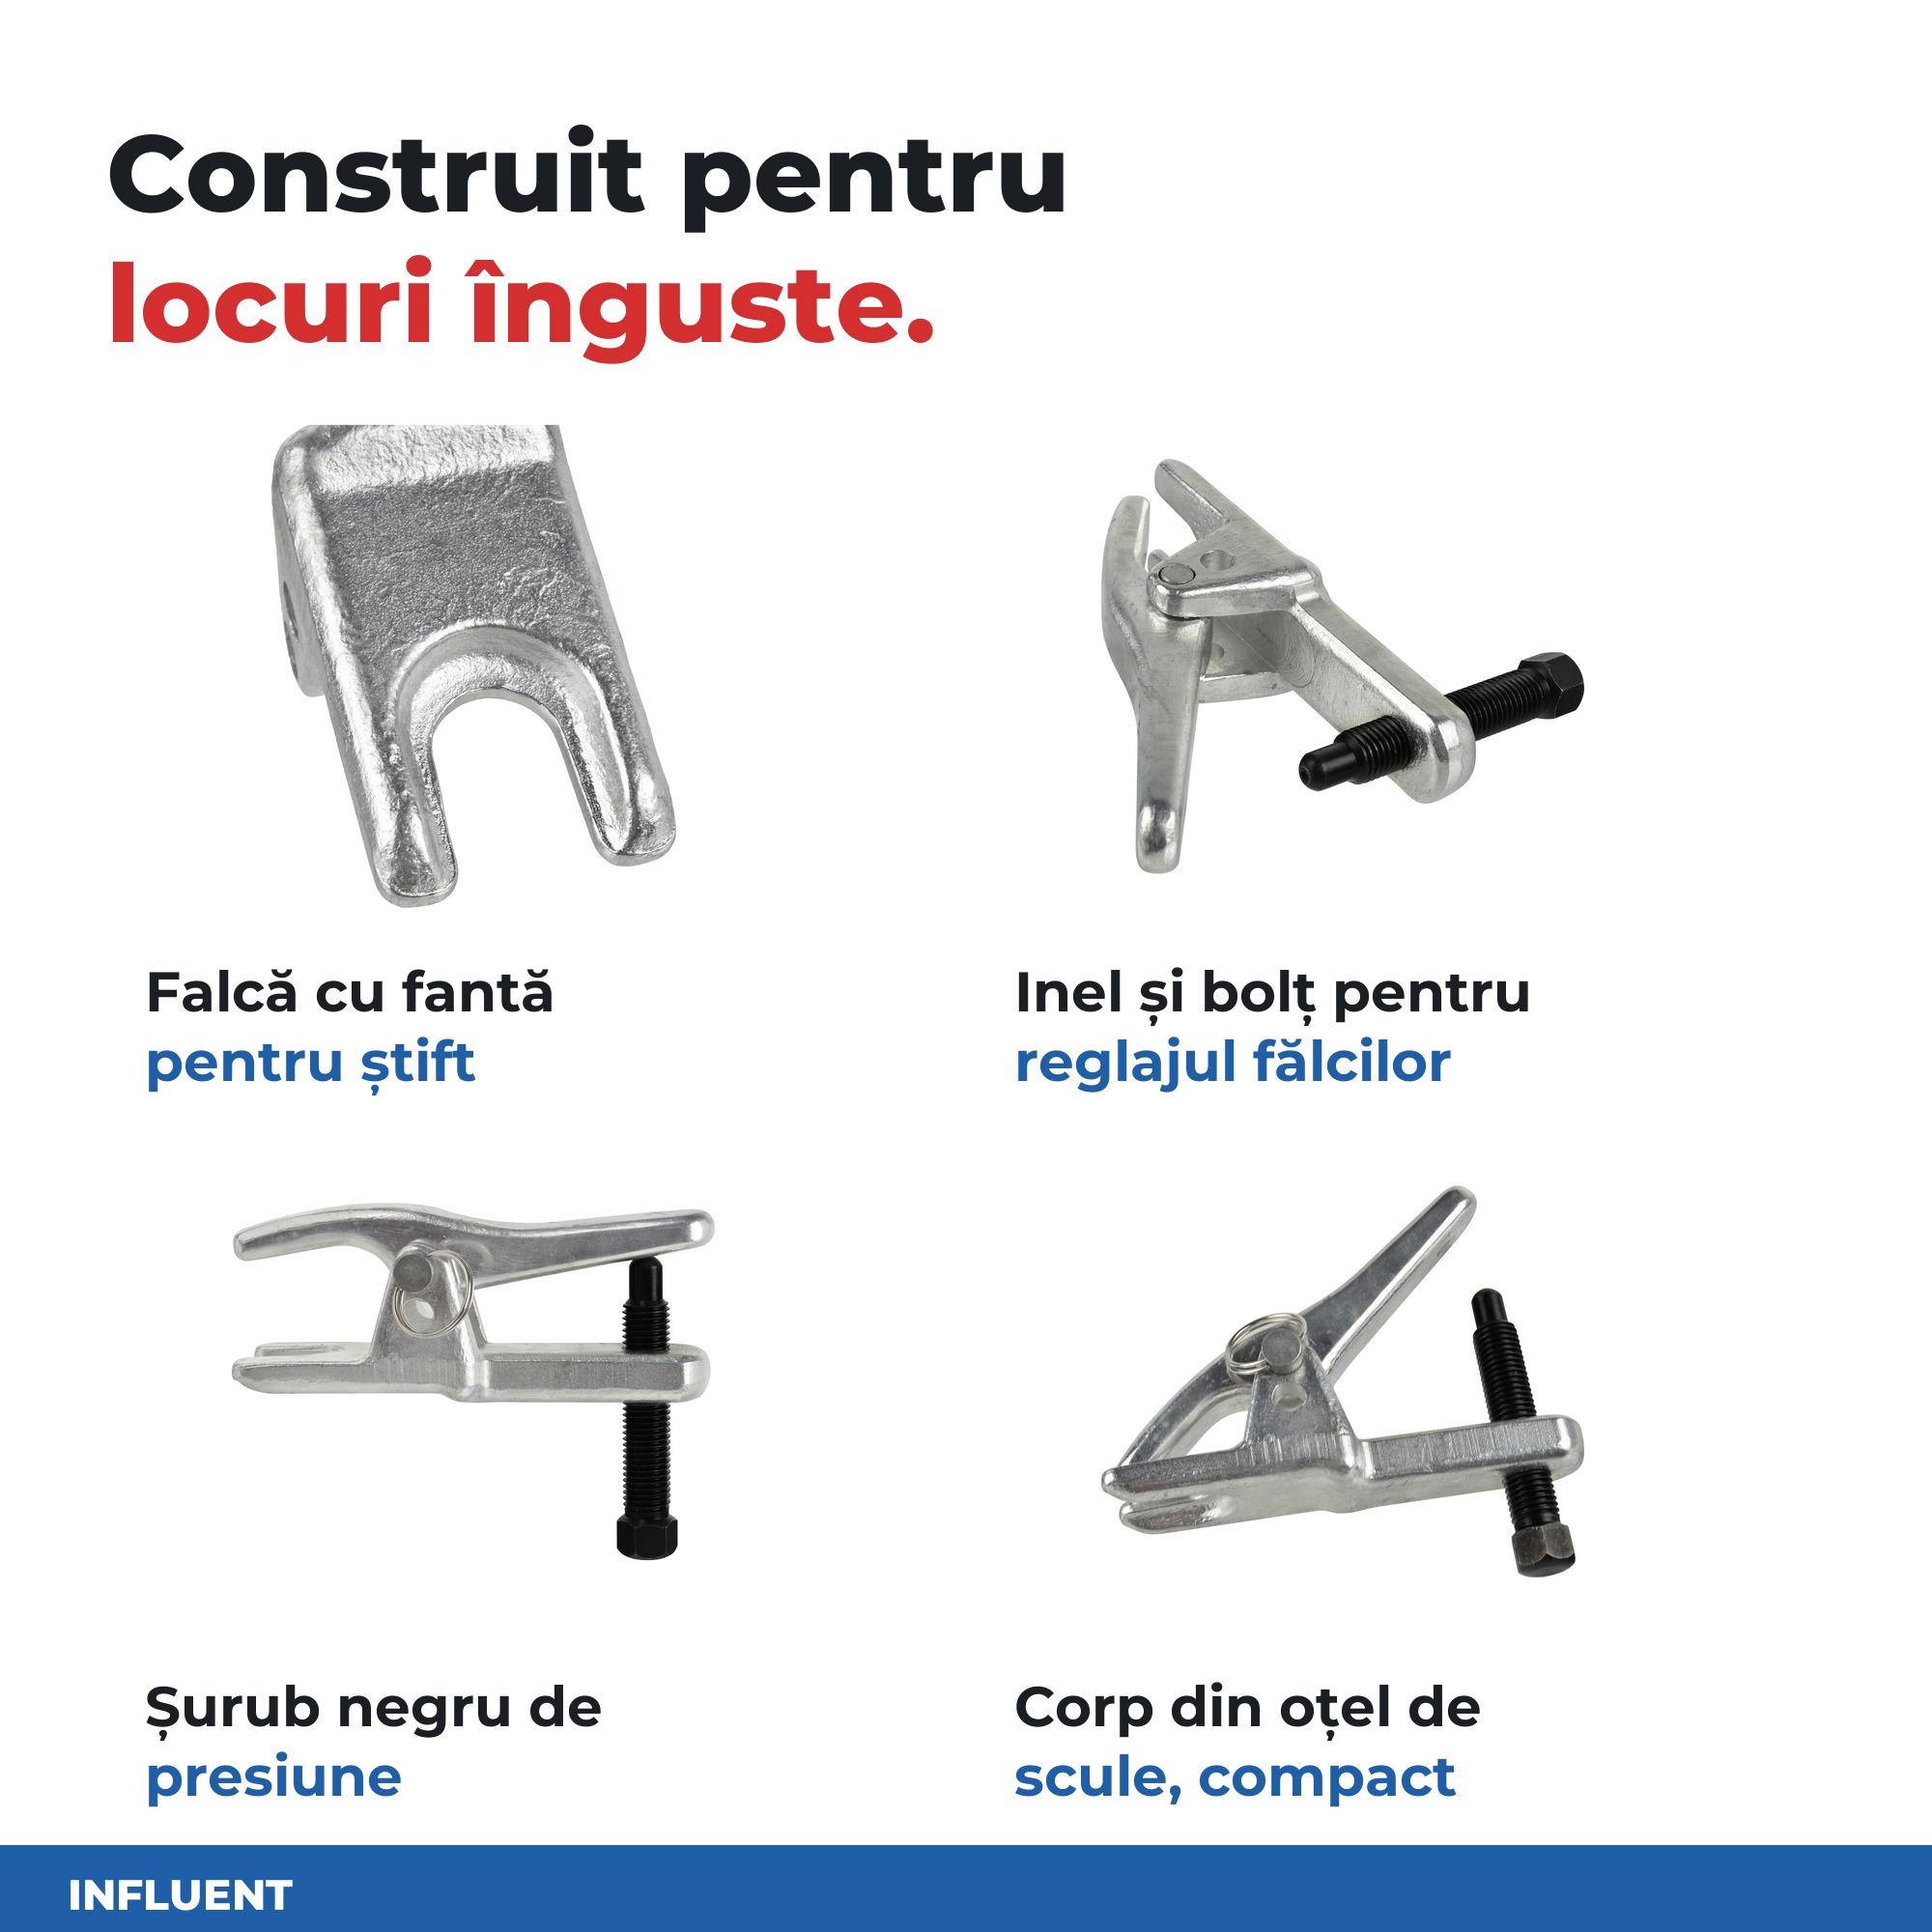 Construit pentru
locuri înguste.
Falcă cu fantă
pentru știft
Inel și bolț pentru
reglajul fălcilor
Șurub negru de
presiune
Corp din oțel de
scule, compact
INFLUENT